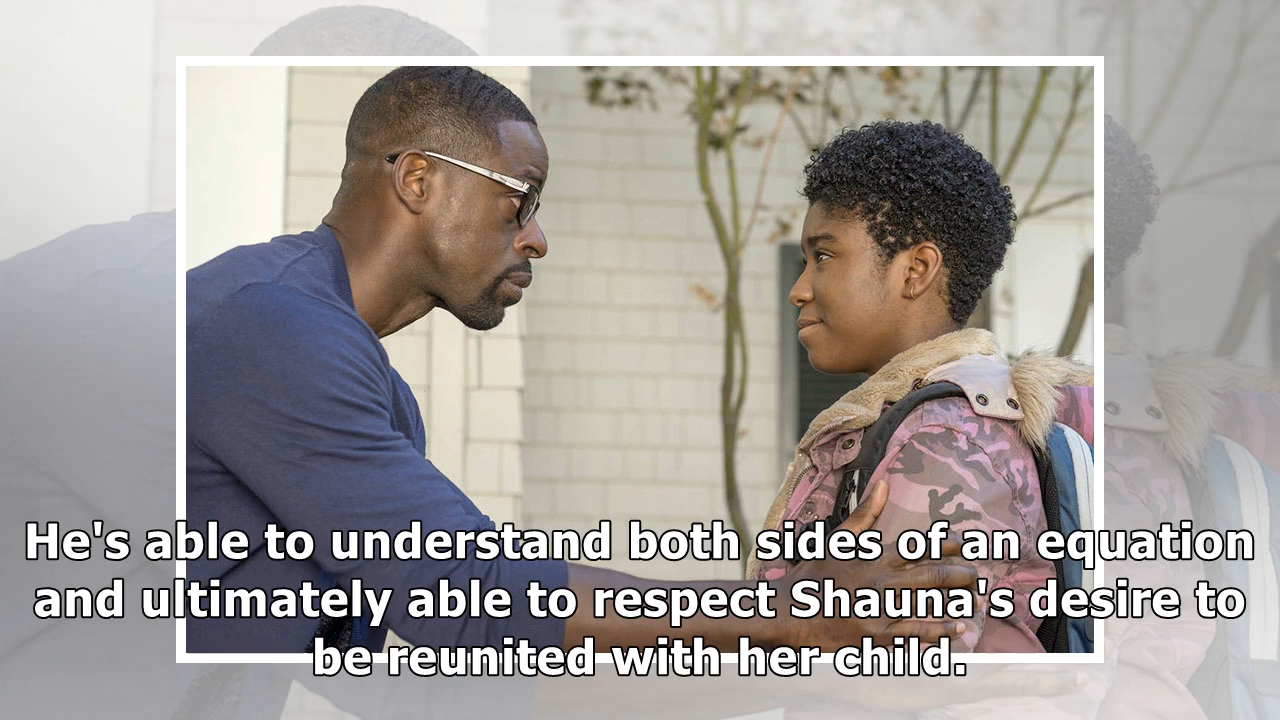 He's able to understand both sides of an equation
and ultimately able to respect Shauna's desire to
be reunited with her child.